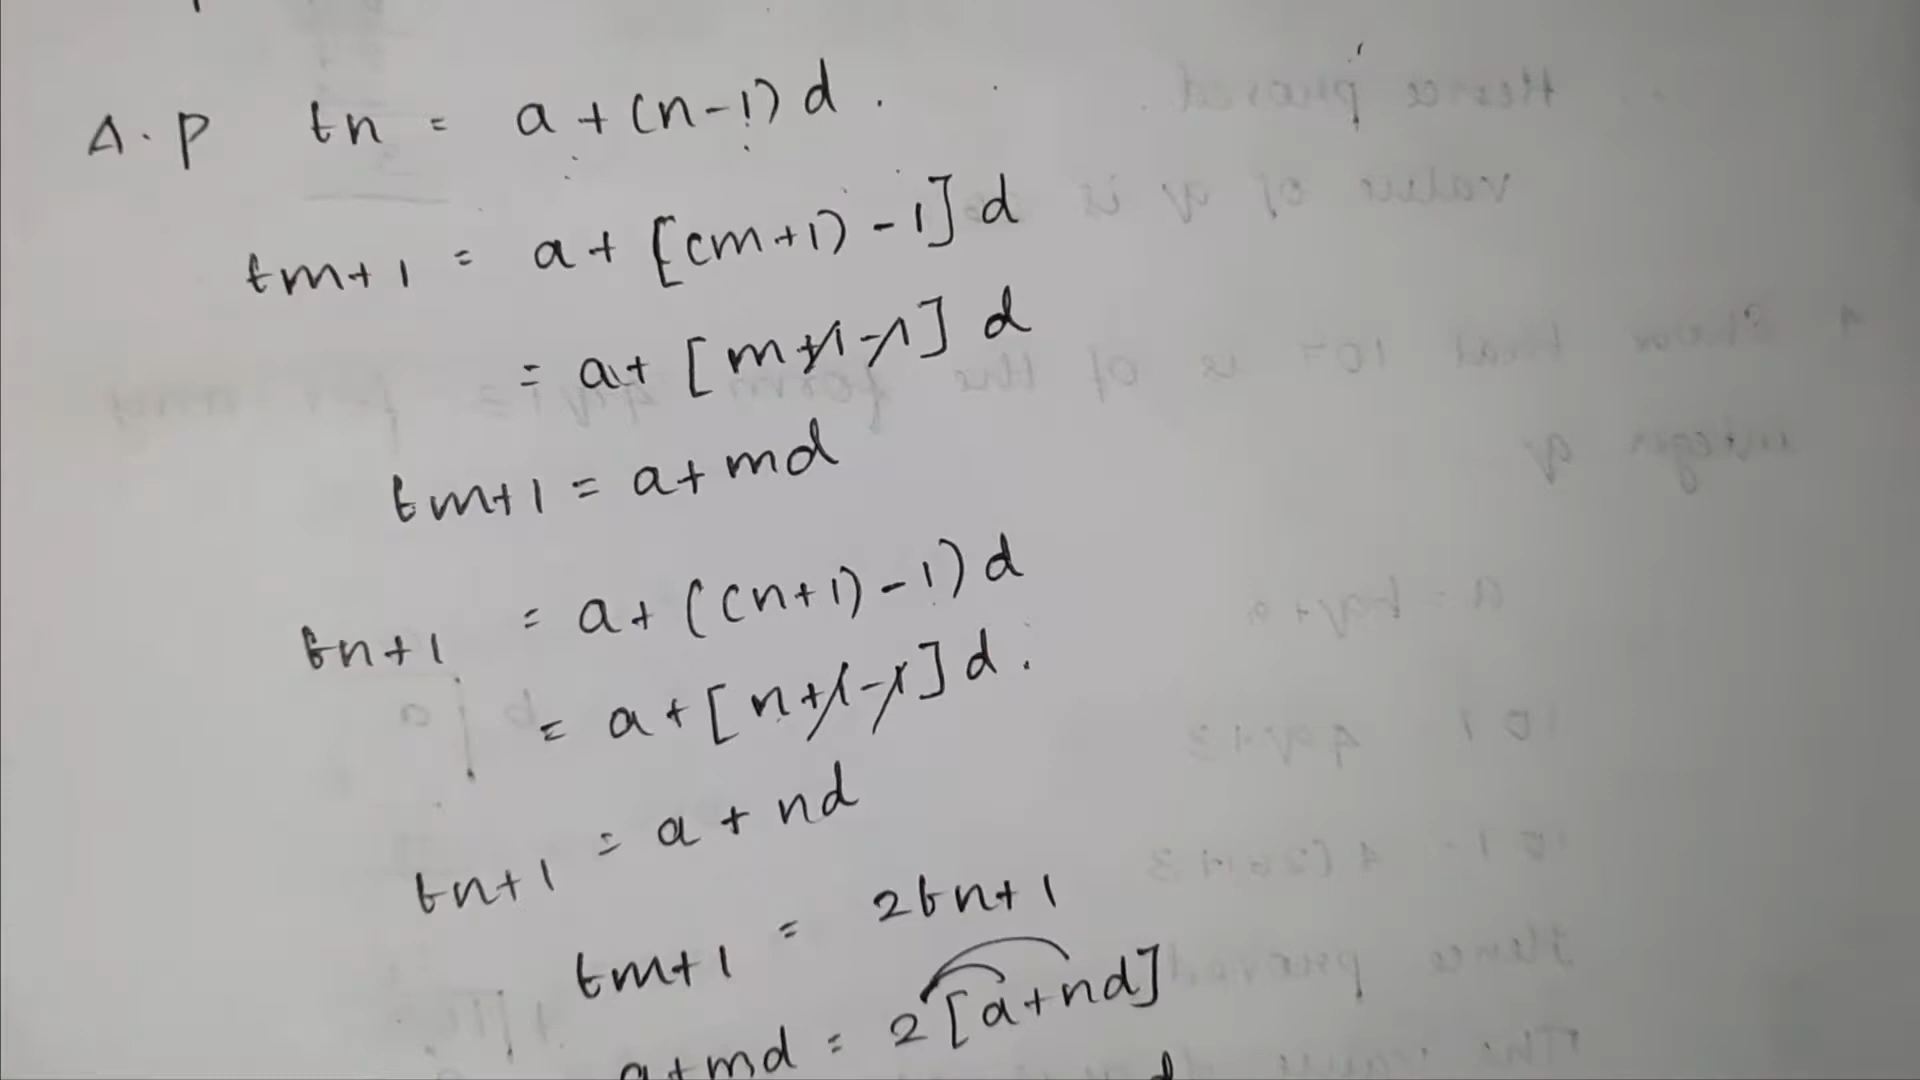 A.p tn = a + (n-1) d .
tm+1 = a + [(m+1) - 1] d
= a + [m+1-1] d
tm+1 = a + md
tn+1 = a + ((n+1) - 1) d
= a + [n+1-1] d .
tn+1 = a + nd
tm+1 = 2tn+1
a+md = 2 [a+nd]